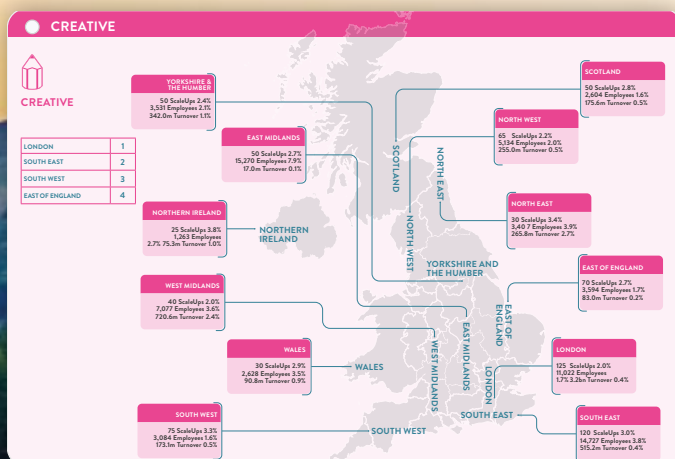 CREATIVE
CREATIVE
LONDON 1
SOUTH EAST 2
SOUTH WEST 3
EAST OF ENGLAND 4
YORKSHIRE &
THE HUMBER
50 ScaleUps 2.4%
3,531 Employees 2.1%
342.0m Turnover 1.1%
EAST MIDLANDS
50 ScaleUps 2.7%
15,270 Employees 7.9%
17.0m Turnover 0.1%
NORTHERN IRELAND
25 ScaleUps 3.8%
1,263 Employees
2.7% 75.3m Turnover 1.0%
WEST MIDLANDS
40 ScaleUps 2.0%
7,077 Employees 3.6%
720.6m Turnover 2.4%
WALES
30 ScaleUps 2.9%
2,628 Employees 3.5%
90.8m Turnover 0.9%
SOUTH WEST
75 ScaleUps 3.3%
3,084 Employees 1.6%
173.1m Turnover 0.5%
SCOTLAND
50 ScaleUps 2.8%
2,604 Employees 1.6%
175.6m Turnover 0.5%
NORTH WEST
65 ScaleUps 2.2%
5,134 Employees 2.0%
255.0m Turnover 0.5%
NORTH EAST
30 ScaleUps 3.4%
3,40 7 Employees 3.9%
265.8m Turnover 2.7%
EAST OF ENGLAND
70 ScaleUps 2.7%
3,594 Employees 1.7%
83.0m Turnover 0.2%
LONDON
125 ScaleUps 2.0%
11,022 Employees
1.7% 3.2bn Turnover 0.4%
SOUTH EAST
120 ScaleUps 3.0%
14,727 Employees 3.8%
515.2m Turnover 0.4%
SCOTLAND
NORTH EAST
NORTH WEST
NORTHERN
IRELAND
YORKSHIRE AND
THE HUMBER
EAST OF
ENGLAND
EAST MIDLANDS
WEST MIDLANDS
WALES
LONDON
SOUTH EAST
SOUTH WEST